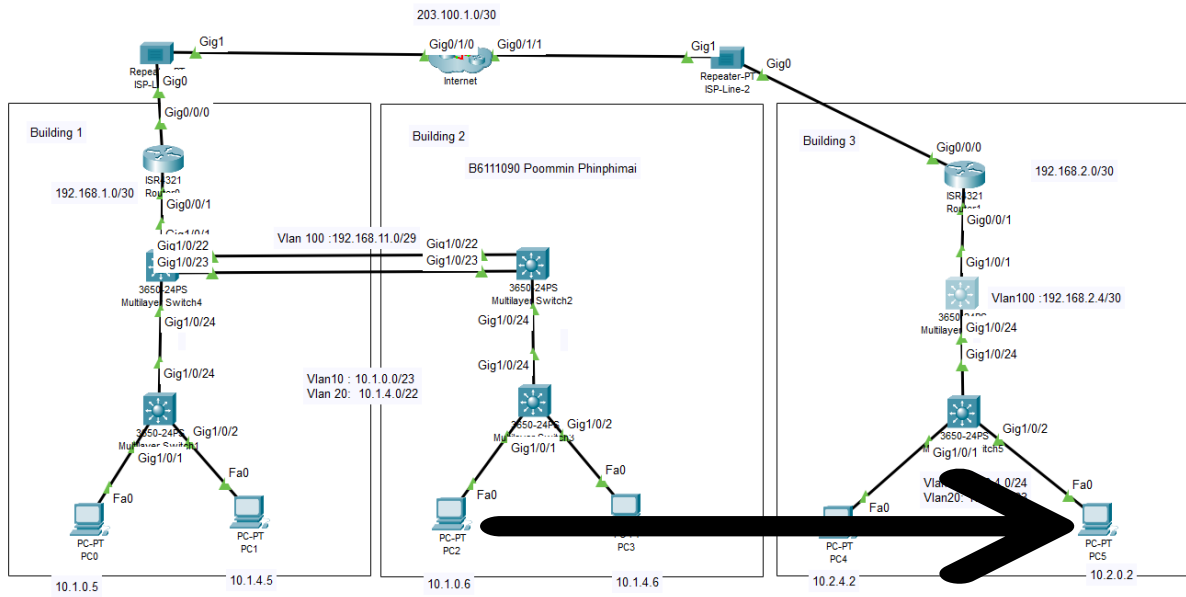 203.100.1.0/30
Gig1
Gig0/1/0
Gig0/1/1
Gig1
Internet
Gig0
Repeater-PT
ISP-Line-2
Gig0
Gig0/0/0
Building 1
Building 2
Building 3
B6111090 Poommin Phinphimai
Gig0/0/0
192.168.2.0/30
ISR4321
192.168.1.0/30
Gig0/0/1
ISR4321
Gig0/0/1
Vlan 100 :192.168.11.0/29
Gig1/0/22
Gig1/0/23
Gig1/0/22
Gig1/0/23
Gig1/0/1
3650-24PS
Multilayer Switch4
3650-24PS
Multilayer Switch2
Vlan100 :192.168.2.4/30
Gig1/0/24
Gig1/0/24
Gig1/0/24
Gig1/0/24
Gig1/0/24
Gig1/0/24
Vlan10 : 10.1.0.0/23
Vlan 20: 10.1.4.0/22
3650-24PS
Gig1/0/2
Gig1/0/1
3650-24PS
Gig1/0/2
Gig1/0/1
3650-24PS
Gig1/0/2
Gig1/0/1
Vlan20:
Fa0
Fa0
Fa0
Fa0
Fa0
Fa0
PC-PT
PC0
PC-PT
PC1
PC-PT
PC2
PC3
PC-PT
PC4
PC-PT
PC5
10.1.0.5
10.1.4.5
10.1.0.6
10.1.4.6
10.2.4.2
10.2.0.2